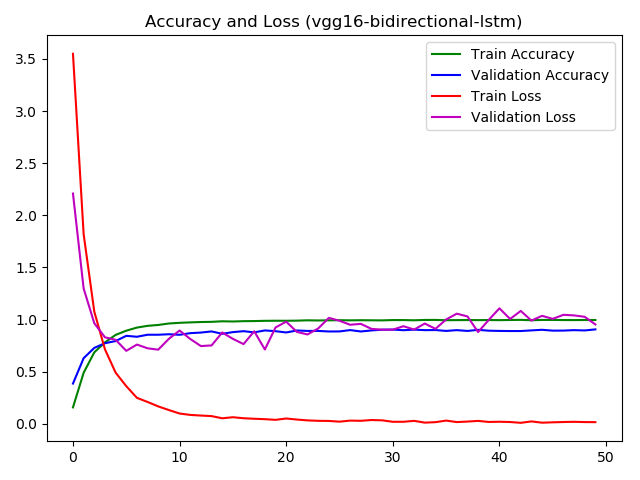 Accuracy and Loss (vgg16-bidirectional-lstm)
Train Accuracy
Validation Accuracy
Train Loss
Validation Loss
3.5
3.0
2.5
2.0
1.5
1.0
0.5
0.0
0 10 20 30 40 50